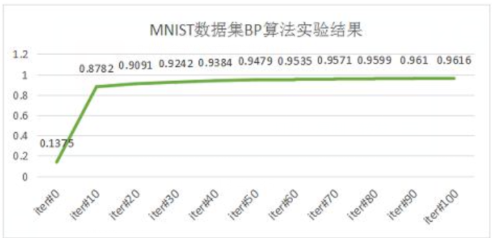 MNIST数据集BP算法实验结果
1.2
0.8782 0.9091 0.9242 0.9384 0.9479 0.9535 0.9571 0.9599 0.961 0.9616
1
0.8
0.6
0.4
0.1375
0.2
0
iter#0 iter#10 iter#20 iter#30 iter#40 iter#50 iter#60 iter#70 iter#80 iter#90 iter#100